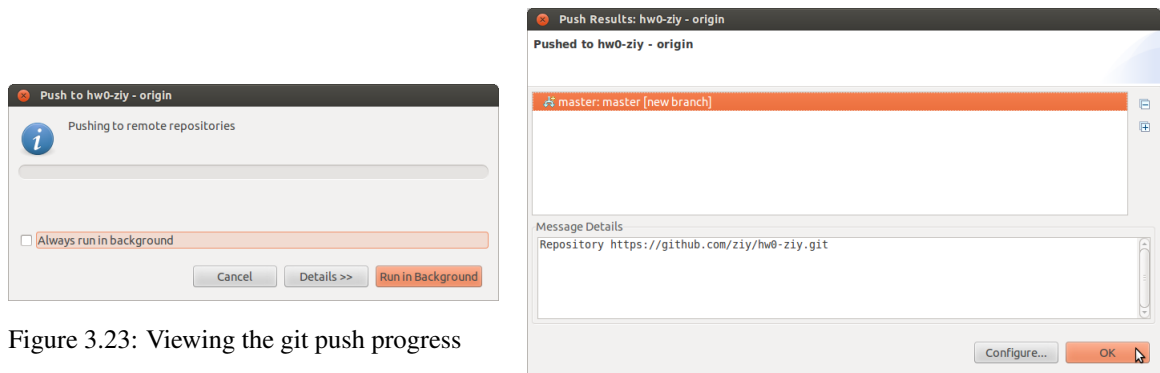 Push to hw0-ziy - origin
Pushing to remote repositories
Always run in background
Cancel Details >> Run in Background
Figure 3.23: Viewing the git push progress
Push Results: hw0-ziy - origin
Pushed to hw0-ziy - origin
master: master [new branch]
Message Details
Repository https://github.com/ziy/hw0-ziy.git
Configure... OK